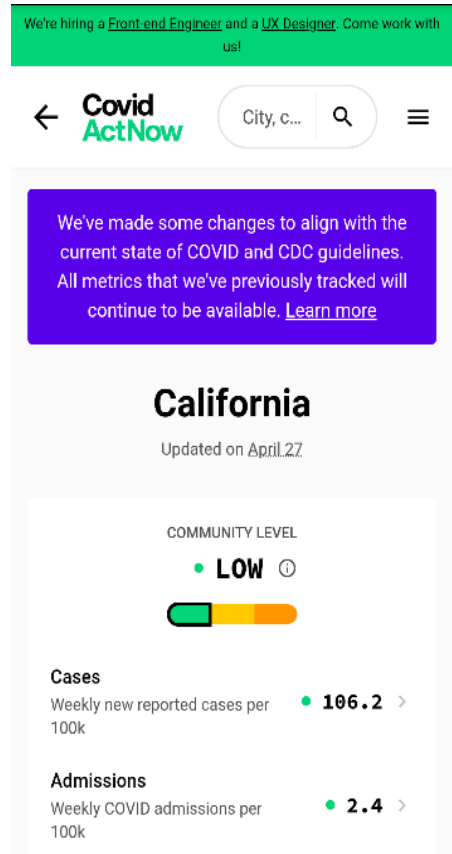 We're hiring a Front-end Engineer and a UX Designer. Come work with
us!
Covid
ActNow
City, c...
We've made some changes to align with the
current state of COVID and CDC guidelines.
All metrics that we've previously tracked will
continue to be available. Learn more
California
Updated on April 27
COMMUNITY LEVEL
LOW
Cases
Weekly new reported cases per
100k
106.2
Admissions
Weekly COVID admissions per
100k
2.4